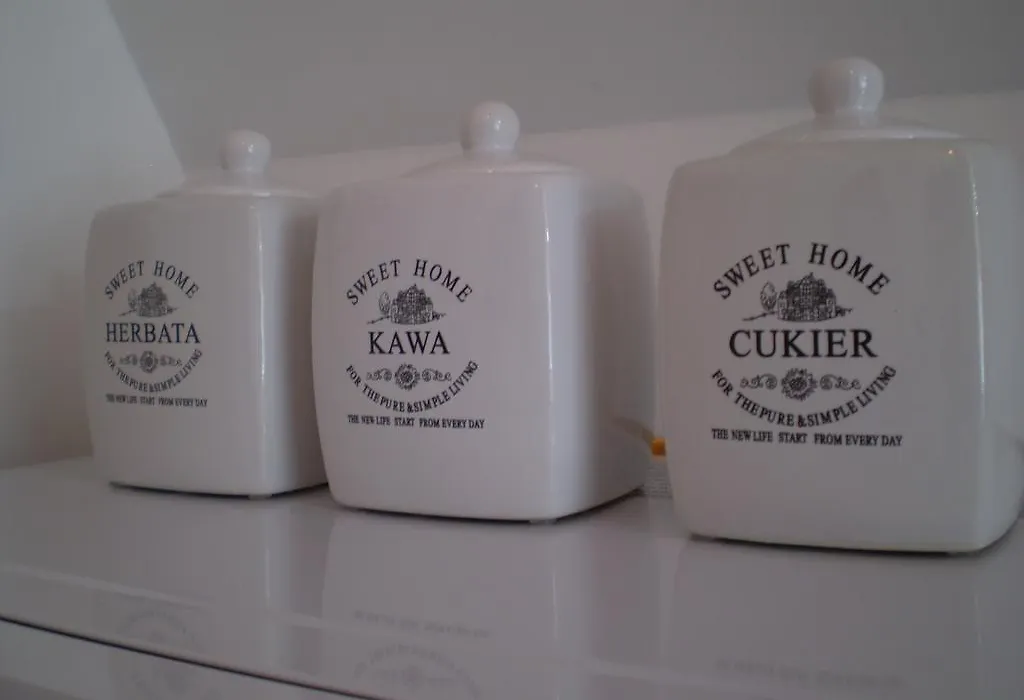 SWEET HOME
HERBATA
FOR THE PURE & SIMPLE LIVING
THE NEW LIFE START FROM EVERY DAY
SWEET HOME
KAWA
FOR THE PURE & SIMPLE LIVING
THE NEW LIFE START FROM EVERY DAY
SWEET HOME
CUKIER
FOR THE PURE & SIMPLE LIVING
THE NEW LIFE START FROM EVERY DAY